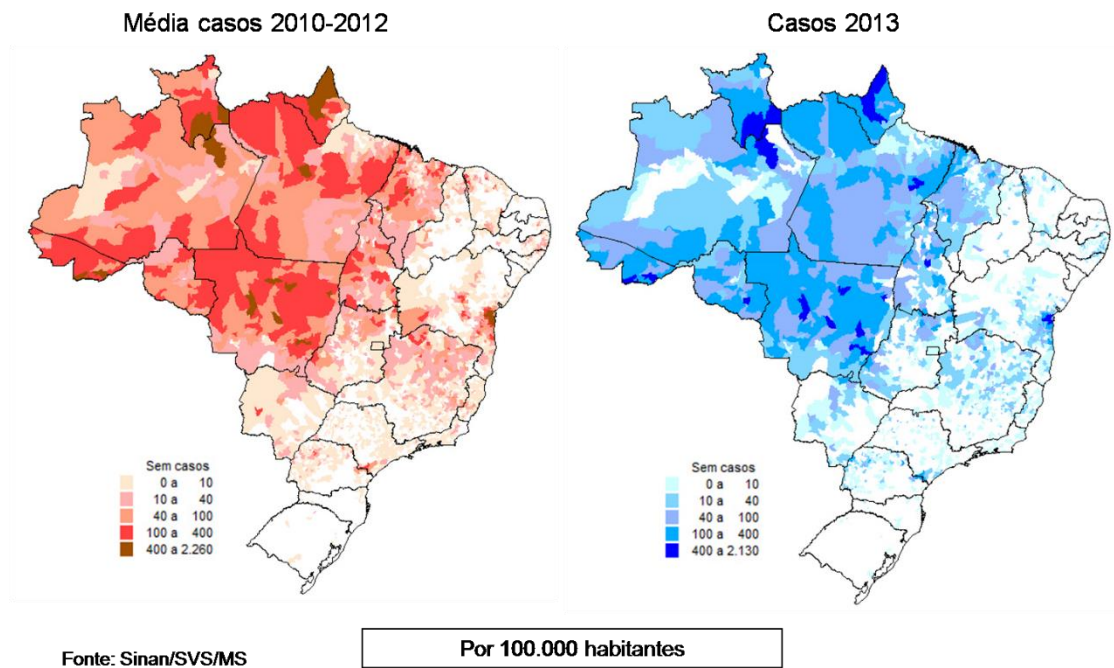 Média casos 2010-2012
Casos 2013
Sem casos
0 a 10
10 a 40
40 a 100
100 a 400
400 a 2.260
Sem casos
0 a 10
10 a 40
40 a 100
100 a 400
400 a 2.130
Fonte: Sinan/SVS/MS
Por 100.000 habitantes